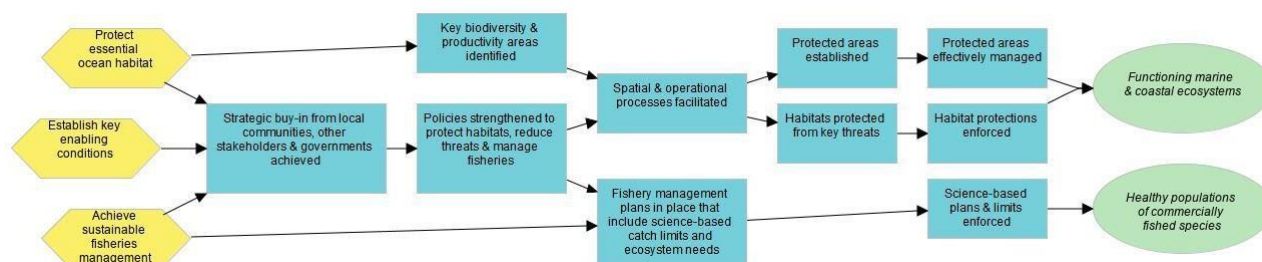 Protect
essential
ocean habitat
Establish key
enabling
conditions
Achieve
sustainable
fisheries
management
Strategic buy-in from local
communities, other
stakeholders & governments
achieved
Key biodiversity &
productivity areas
identified
Policies strengthened to
protect habitats, reduce
threats & manage
fisheries
Spatial & operational
processes facilitated
Fishery management
plans in place that
include science-based
catch limits and
ecosystem needs
Protected areas
established
Habitats protected
from key threats
Protected areas
effectively managed
Habitat protections
enforced
Science-based
plans & limits
enforced
Functioning marine
& coastal ecosystems
Healthy populations
of commercially
fished species